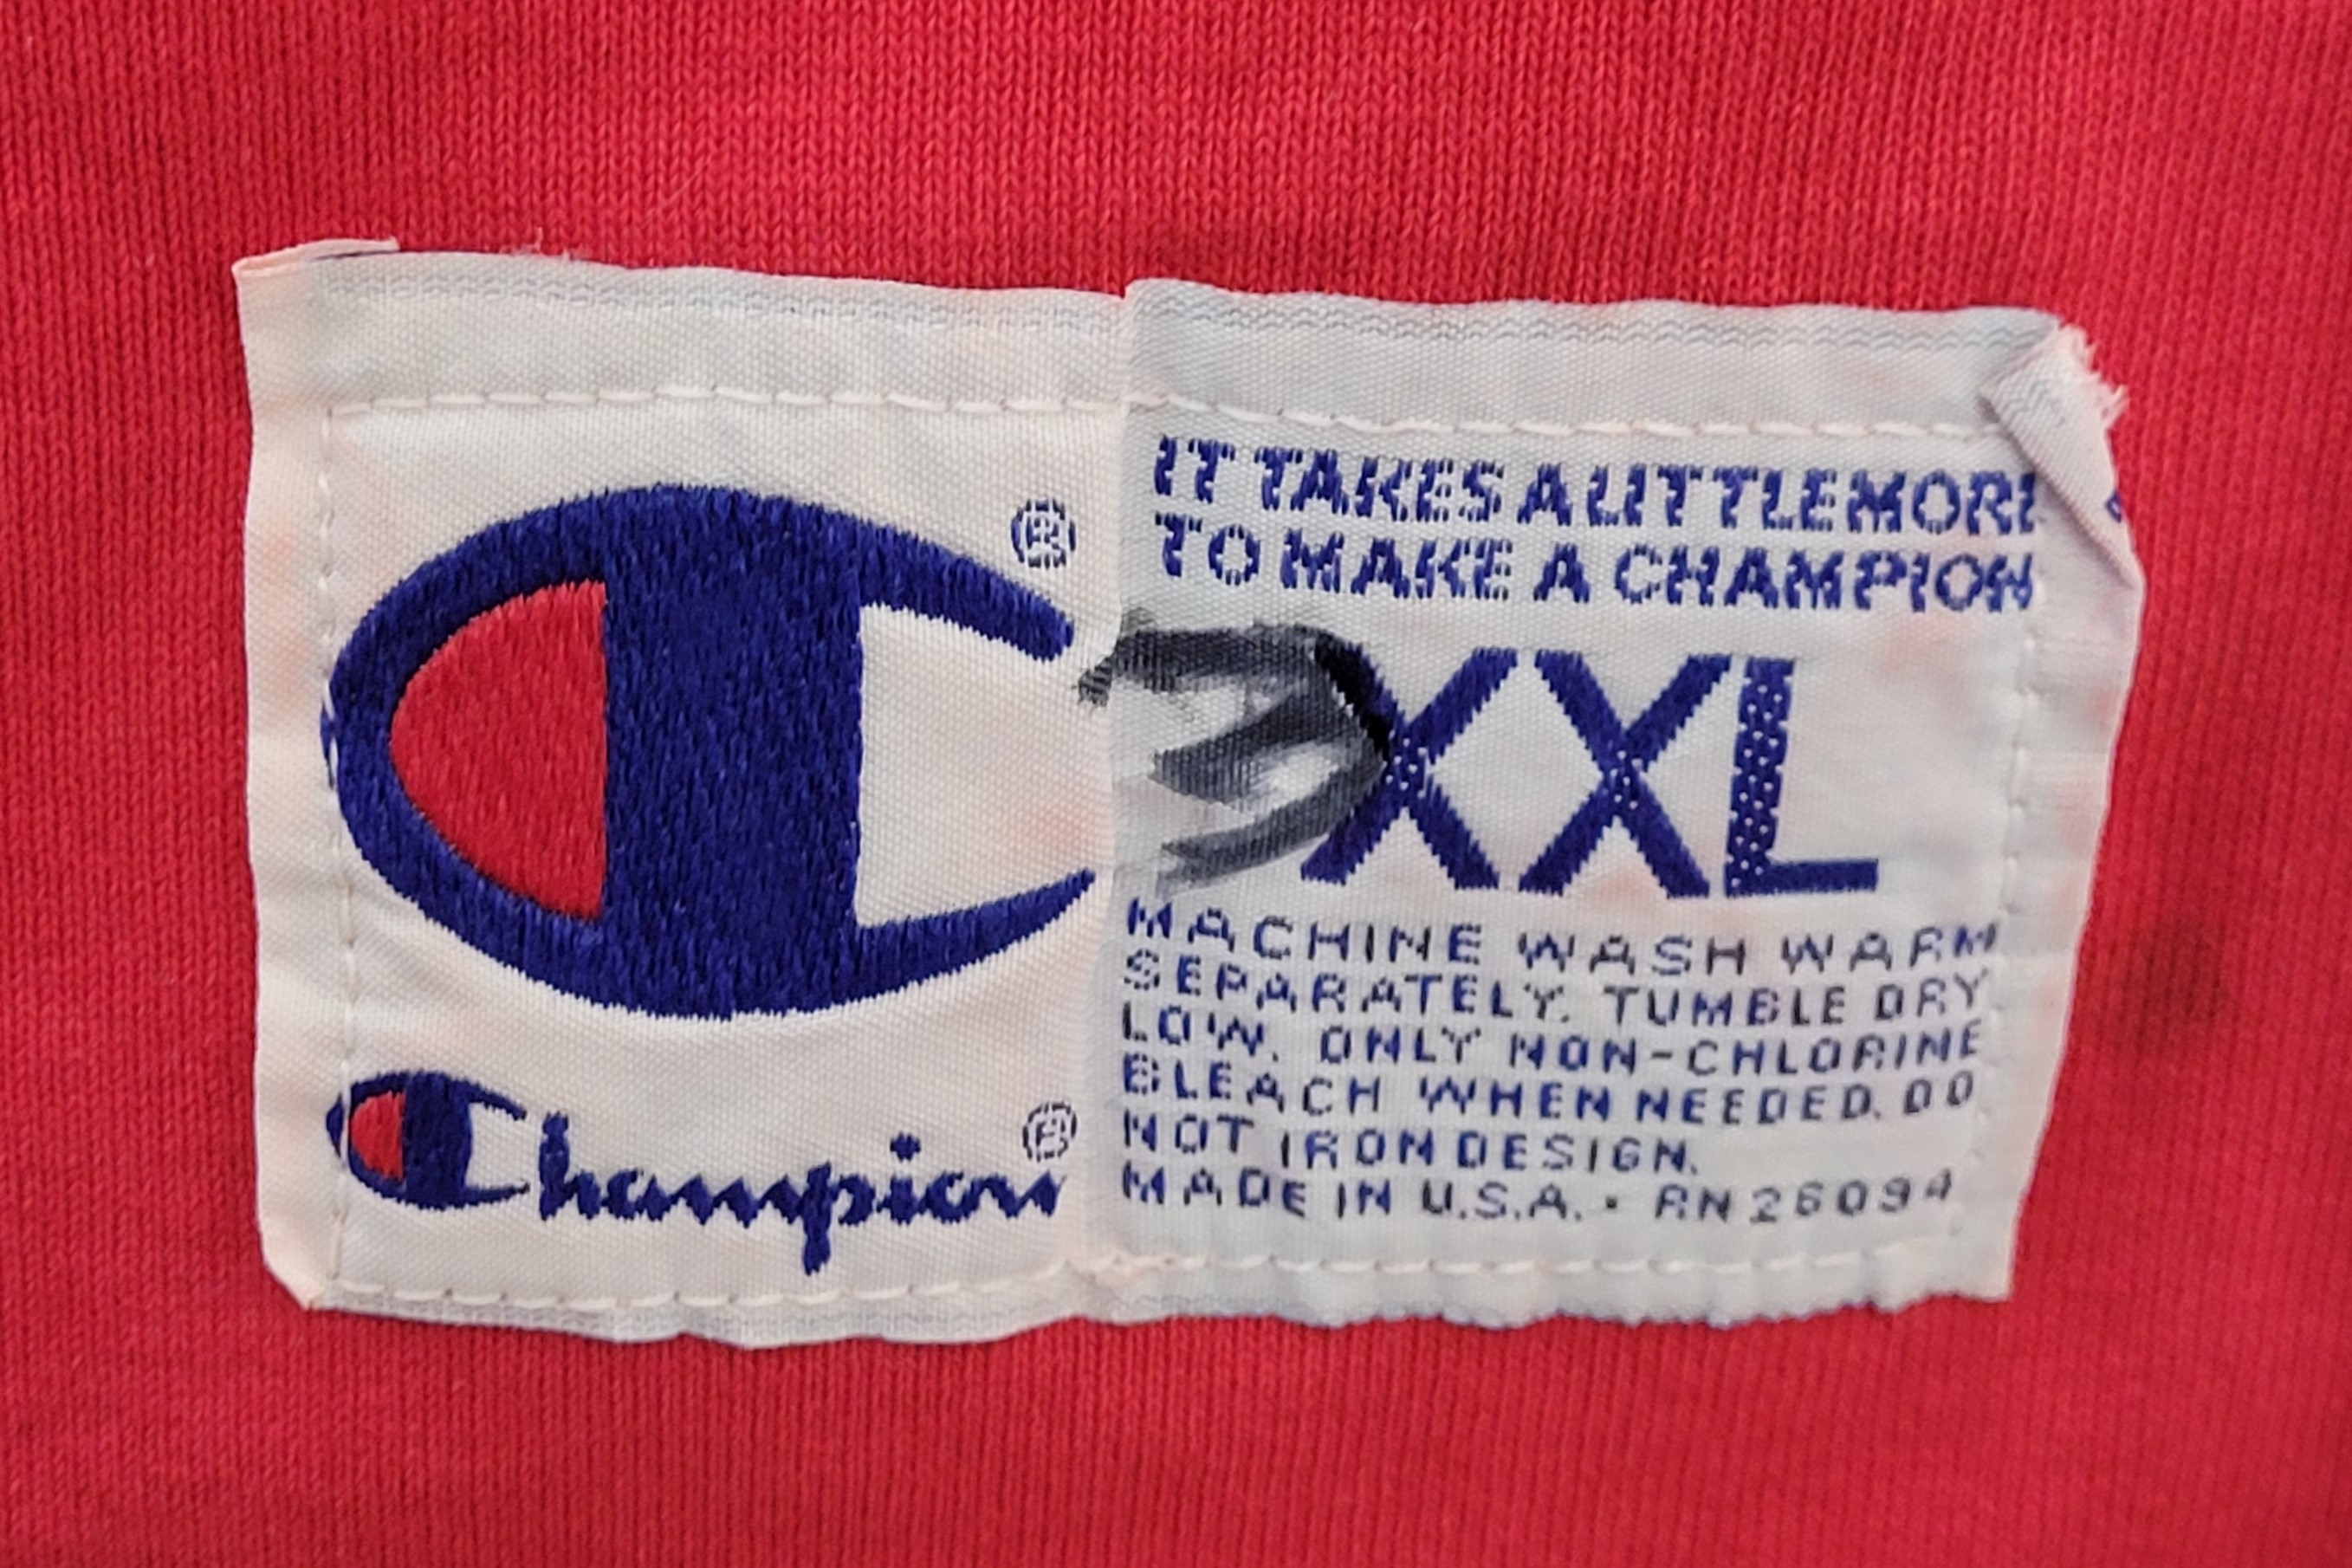 ®
Champion®
IT TAKES A LITTLE MORE
TO MAKE A CHAMPION
XXL
MACHINE WASH WARM
SEPARATELY. TUMBLE DRY
LOW. ONLY NON-CHLORINE
BLEACH WHEN NEEDED. DO
NOT IRON DESIGN.
MADE IN U.S.A. · RN 26094